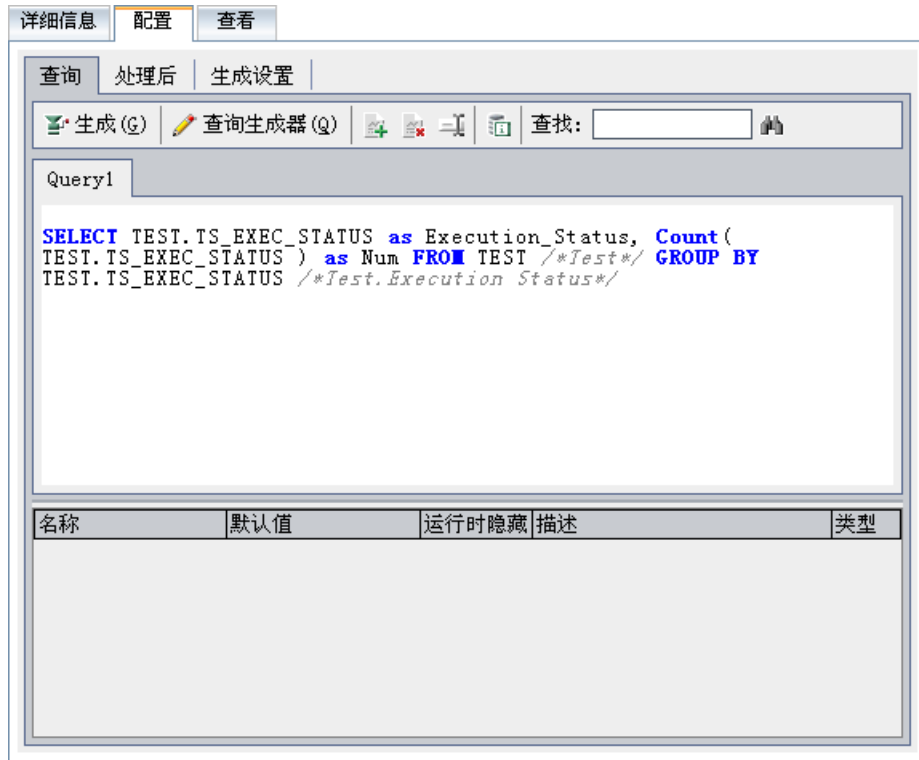 详细信息 配置 查看
查询 处理后 生成设置
生成(G) 查询生成器(Q) 查找:
Query1
SELECT TEST.TS_EXEC_STATUS as Execution_Status, Count(
TEST.TS_EXEC_STATUS ) as Num FROM TEST /*Test*/ GROUP BY
TEST.TS_EXEC_STATUS /*Test.Execution Status*/
名称 默认值 运行时隐藏 描述 类型